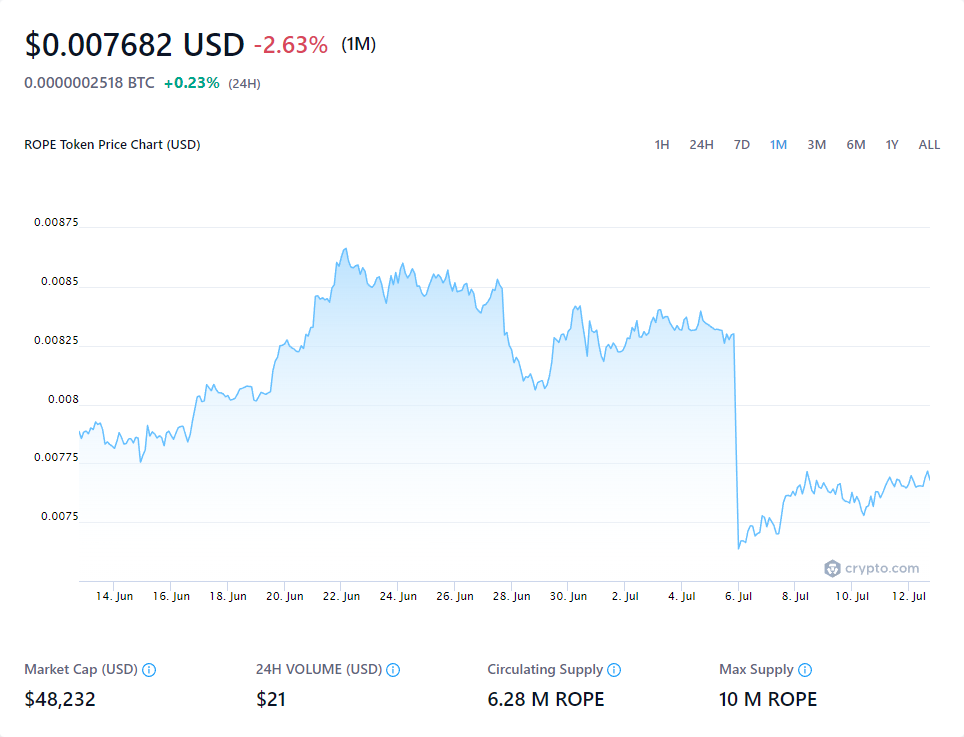 $0.007682 USD -2.63% (1M)
0.0000002518 BTC +0.23% (24H)
ROPE Token Price Chart (USD) 1H 24H 7D 1M 3M 6M 1Y ALL
0.00875
0.0085
0.00825
0.008
0.00775
0.0075
crypto.com
14. Jun 16. Jun 18. Jun 20. Jun 22. Jun 24. Jun 26. Jun 28. Jun 30. Jun 2. Jul 4. Jul 6. Jul 8. Jul 10. Jul 12. Jul
Market Cap (USD) 24H VOLUME (USD) Circulating Supply Max Supply
$48,232 $21 6.28 M ROPE 10 M ROPE